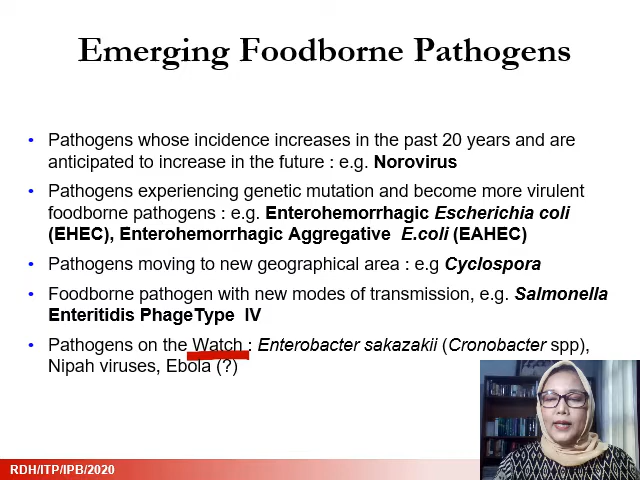 Emerging Foodborne Pathogens
• Pathogens whose incidence increases in the past 20 years and are
anticipated to increase in the future : e.g. Norovirus
• Pathogens experiencing genetic mutation and become more virulent
foodborne pathogens : e.g. Enterohemorrhagic Escherichia coli
(EHEC), Enterohemorrhagic Aggregative E.coli (EAHEC)
• Pathogens moving to new geographical area : e.g Cyclospora
• Foodborne pathogen with new modes of transmission, e.g. Salmonella
Enteritidis PhageType IV
• Pathogens on the Watch : Enterobacter sakazakii (Cronobacter spp),
Nipah viruses, Ebola (?)
RDH/ITP/IPB/2020